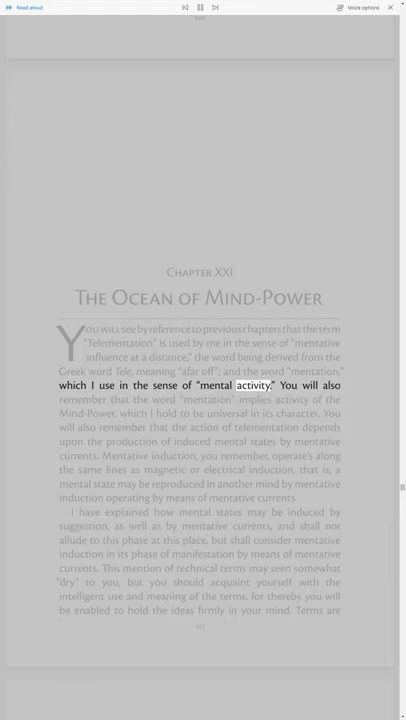 Read aloud
Voice options
Chapter XXI
The Ocean of Mind-Power
You will see by reference to previous chapters that the term
"Telementation" is used by me in the sense of "mentative
influence at a distance," the word being derived from the
Greek word Tele, meaning "afar off"; and the word "mentation,"
which I use in the sense of "mental activity." You will also
remember that the word "mentation" implies activity of the
Mind-Power, which I hold to be universal in its character. You
will also remember that the action of telementation depends
upon the production of induced mental states by mentative
currents. Mentative induction, you remember, operate's along
the same lines as magnetic or electrical induction, that is, a
mental state may be reproduced in another mind by mentative
induction operating by means of mentative currents.
I have explained how mental states may be induced by
suggestion, as well as by mentative currents, and shall not
allude to this phase at this place, but shall consider mentative
induction in its phase of manifestation by means of mentative
currents. This mention of technical terms may seen somewhat
"dry" to you, but you should acquaint yourself with the
intelligent use and meaning of the terms, for thereby you will
be enabled to hold the ideas firmly in your mind. Terms are